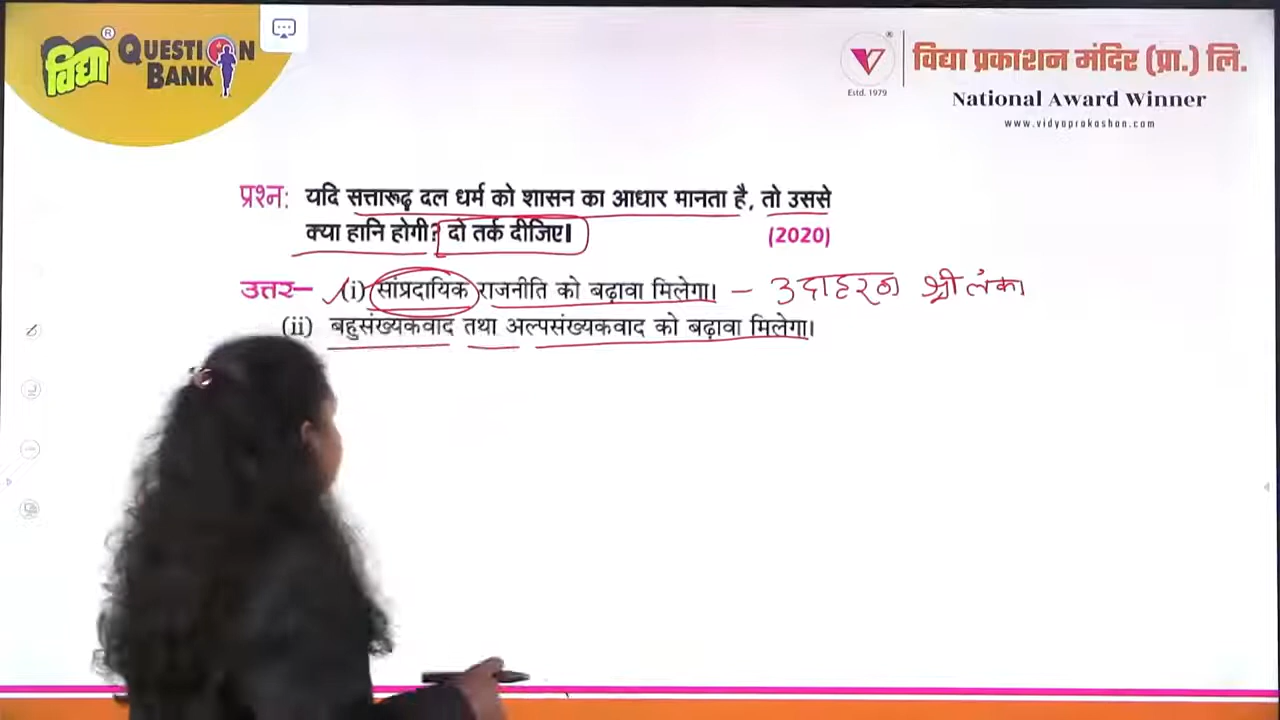 विद्या
®
QUESTION
BANK
®
Estd. 1979
विद्या प्रकाशन मंदिर (प्रा.) लि.
National Award Winner
www.vidyaprakashan.com
प्रश्न: यदि सत्तारूढ़ दल धर्म को शासन का आधार मानता है, तो उससे
क्या हानि होगी? दो तर्क दीजिए। (2020)
उत्तर– (i) सांप्रदायिक राजनीति को बढ़ावा मिलेगा। – उदाहरन श्रीलंका
(ii) बहुसंख्यकवाद तथा अल्पसंख्यकवाद को बढ़ावा मिलेगा।